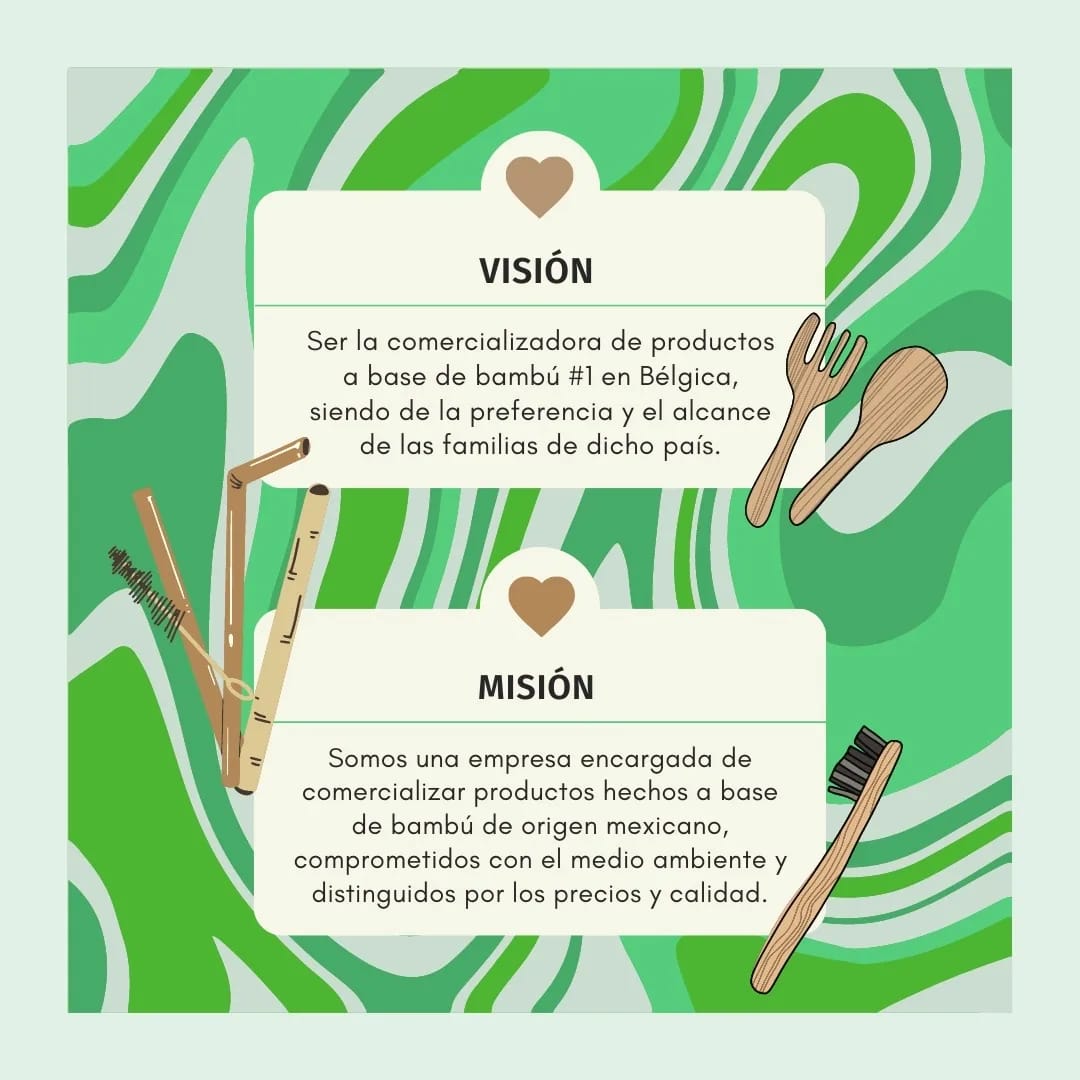 VISIÓN
Ser la comercializadora de productos
a base de bambú #1 en Bélgica,
siendo de la preferencia y el alcance
de las familias de dicho país.
MISIÓN
Somos una empresa encargada de
comercializar productos hechos a base
de bambú de origen mexicano,
comprometidos con el medio ambiente y
distinguidos por los precios y calidad.